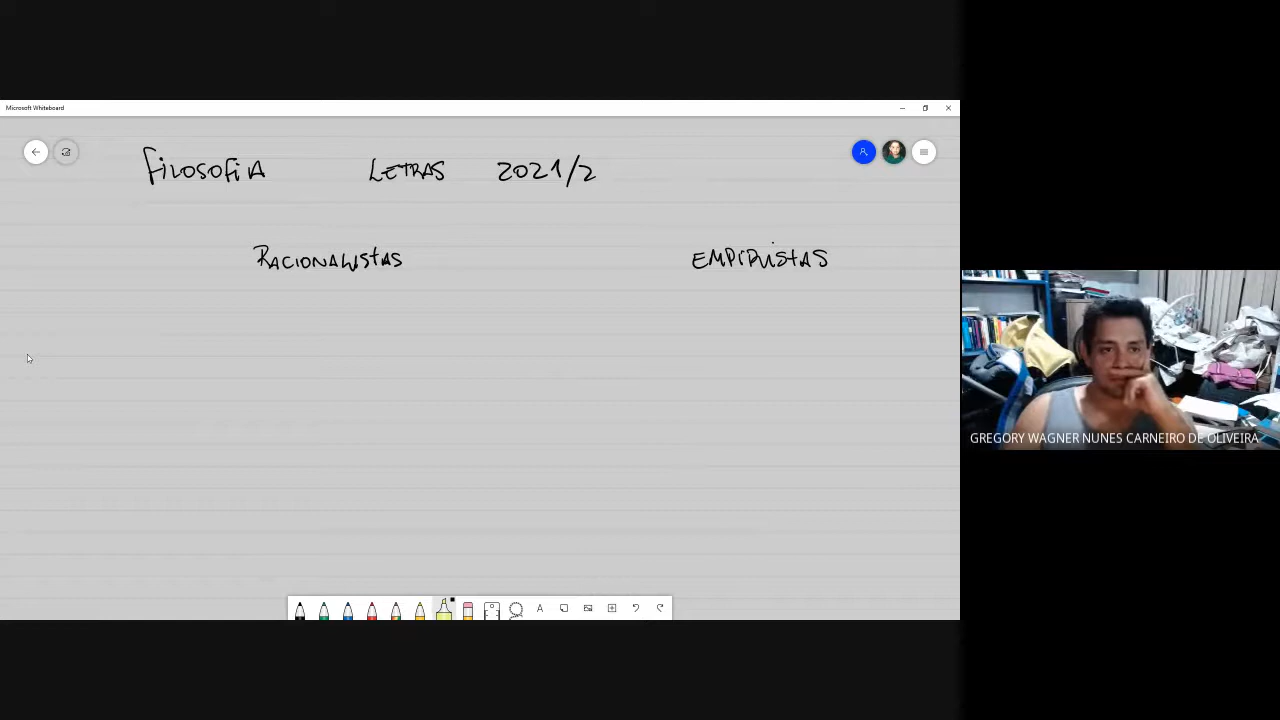 Microsoft Whiteboard
FiLOSOFiA LETRAS 2021/2
RACIONALiStAS EMPiRiStAS
GREGORY WAGNER NUNES CARNEIRO DE OLIVEIRA
A